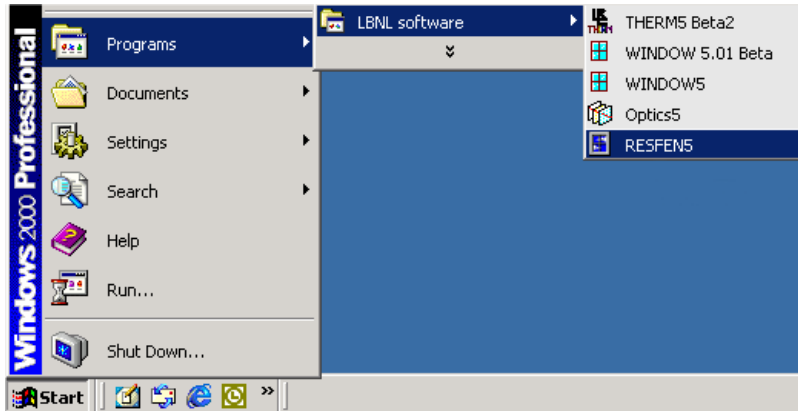 Windows 2000 Professional
Programs
Documents
Settings
Search
Help
Run...
Shut Down...
LBNL software
THERM5 Beta2
WINDOW 5.01 Beta
WINDOW5
Optics5
RESFEN5
Start